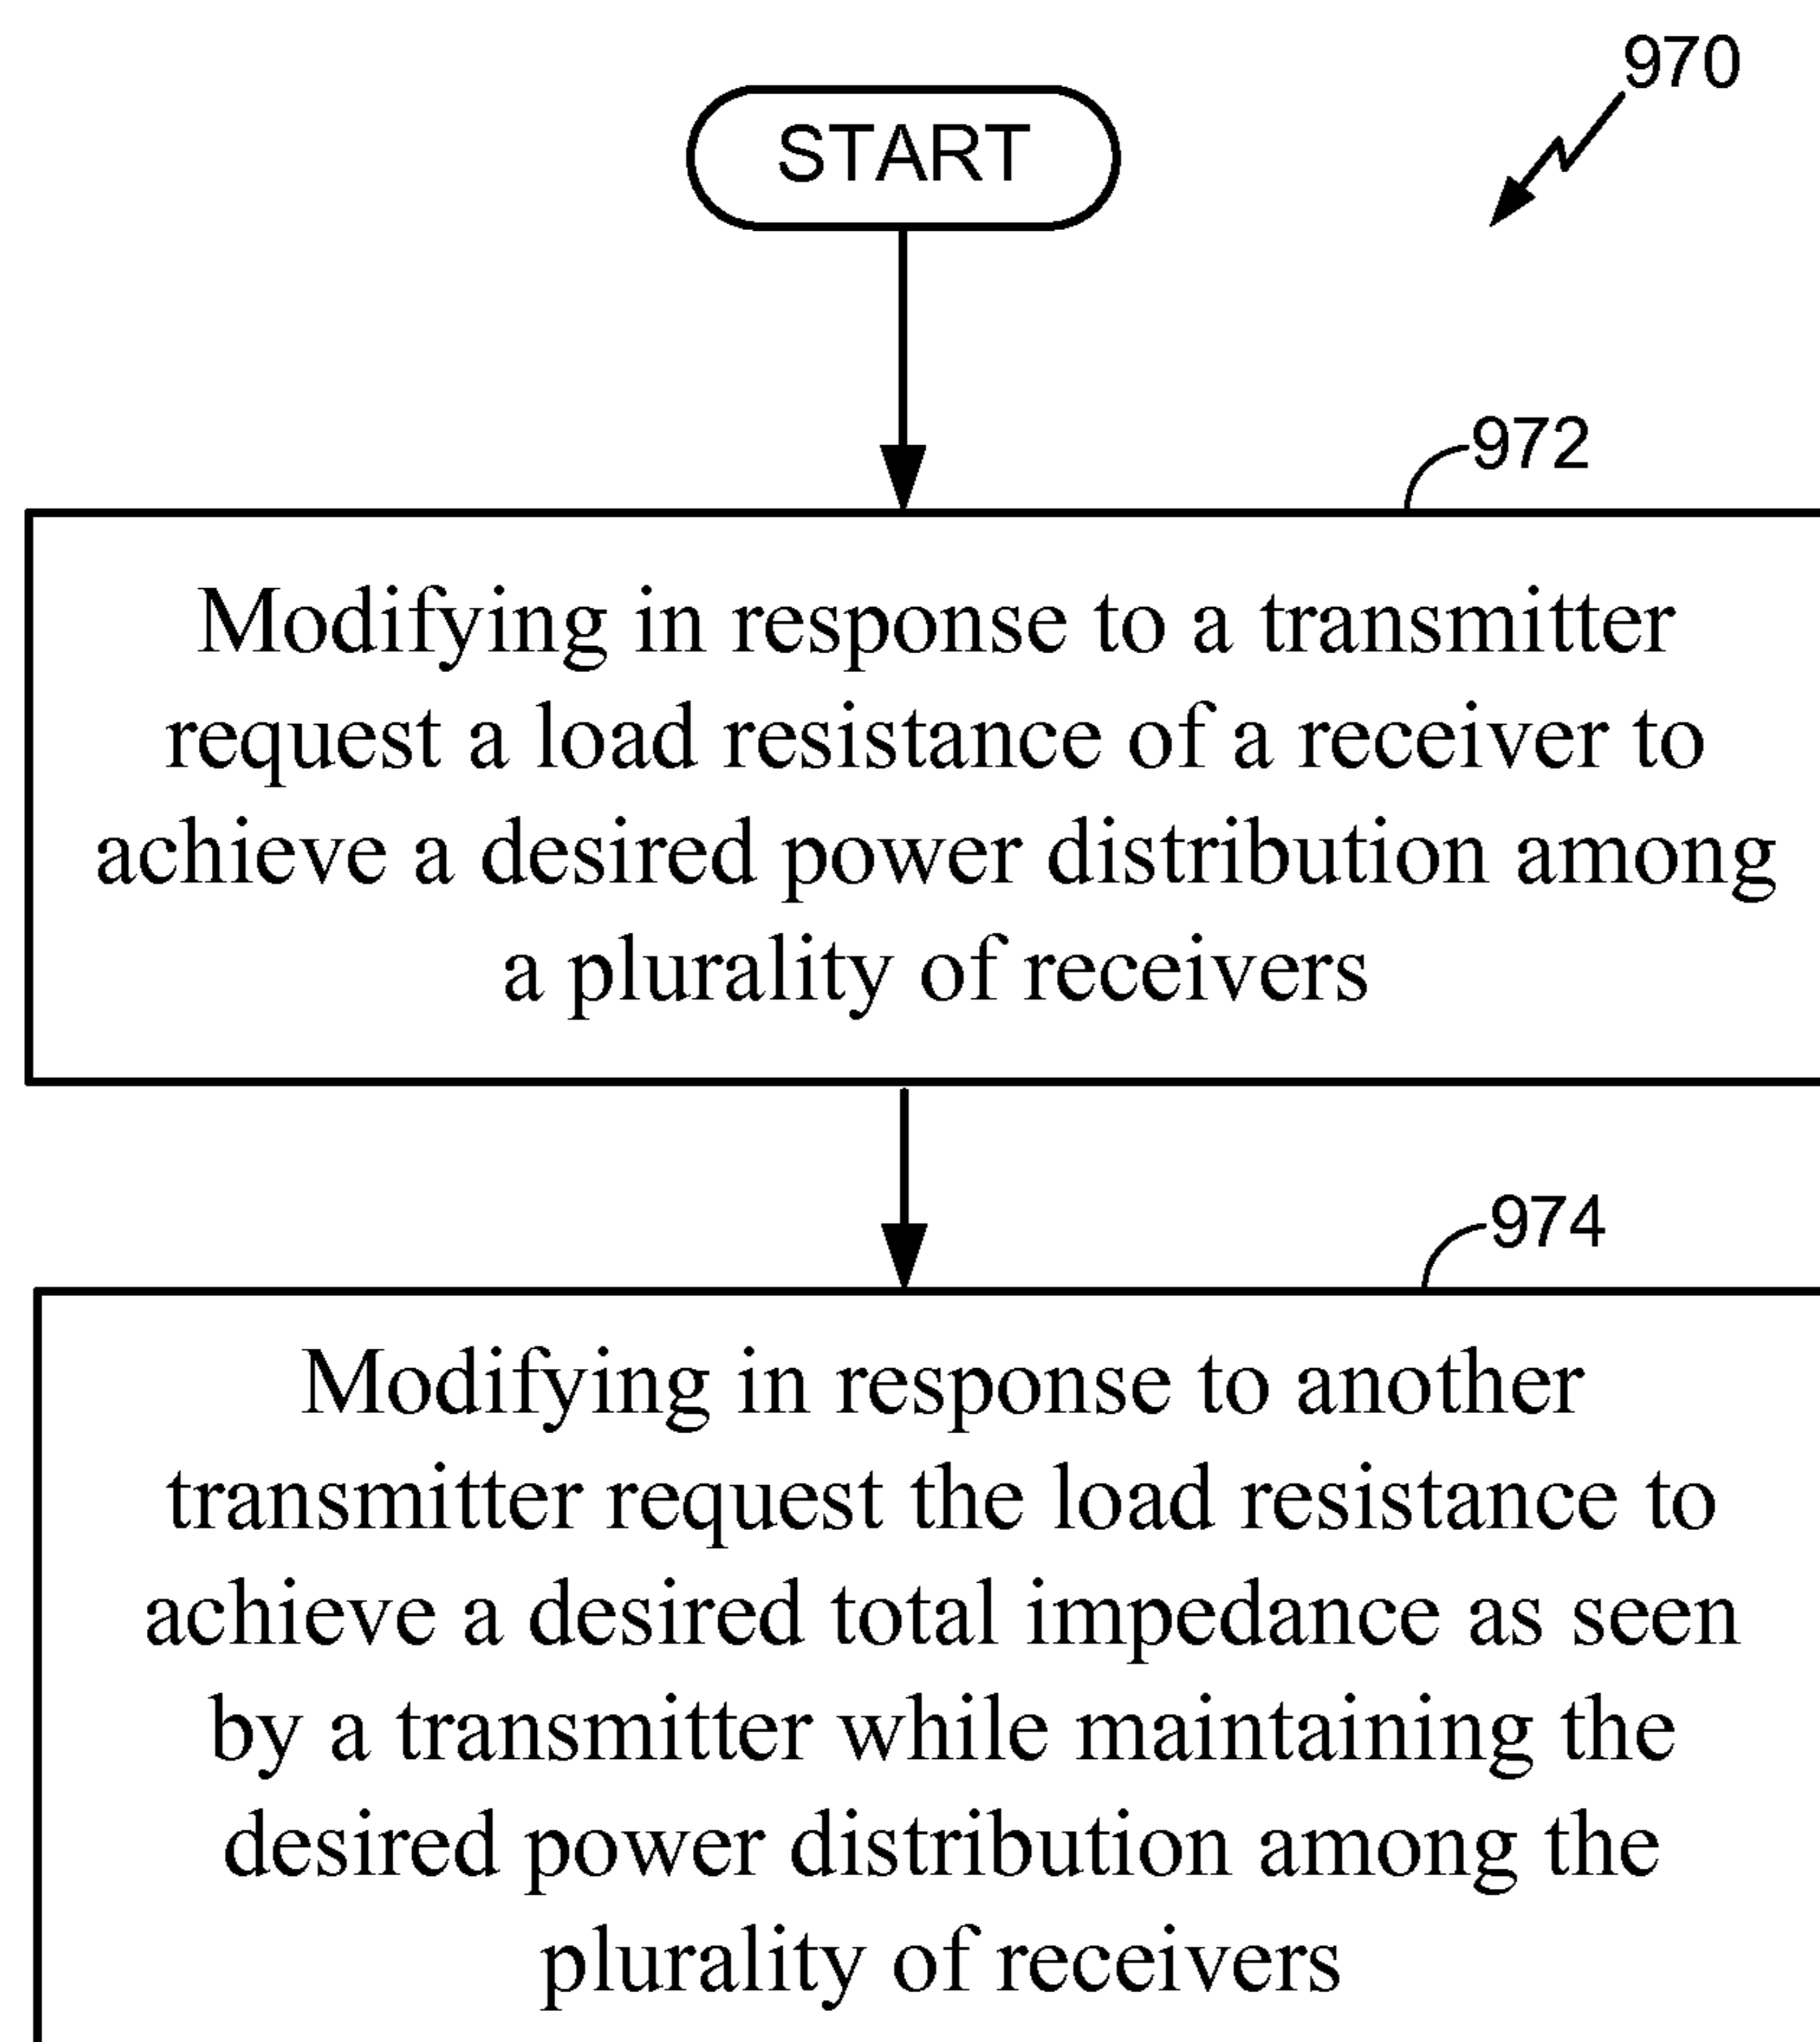 970
START
972
Modifying in response to a transmitter
request a load resistance of a receiver to
achieve a desired power distribution among
a plurality of receivers
974
Modifying in response to another
transmitter request the load resistance to
achieve a desired total impedance as seen
by a transmitter while maintaining the
desired power distribution among the
plurality of receivers